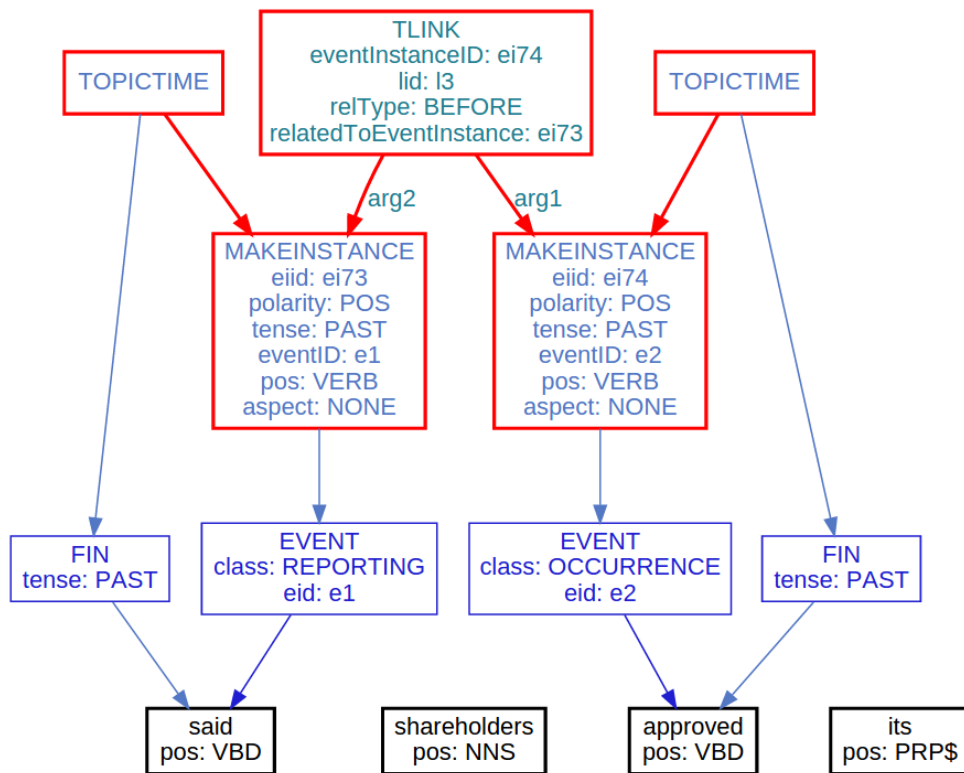 TLINK
eventInstanceID: ei74
lid: l3
relType: BEFORE
relatedToEventInstance: ei73
TOPICTIME
TOPICTIME
arg2
arg1
MAKEINSTANCE
eiid: ei73
polarity: POS
tense: PAST
eventID: e1
pos: VERB
aspect: NONE
MAKEINSTANCE
eiid: ei74
polarity: POS
tense: PAST
eventID: e2
pos: VERB
aspect: NONE
FIN
tense: PAST
EVENT
class: REPORTING
eid: e1
EVENT
class: OCCURRENCE
eid: e2
FIN
tense: PAST
said
pos: VBD
shareholders
pos: NNS
approved
pos: VBD
its
pos: PRP$